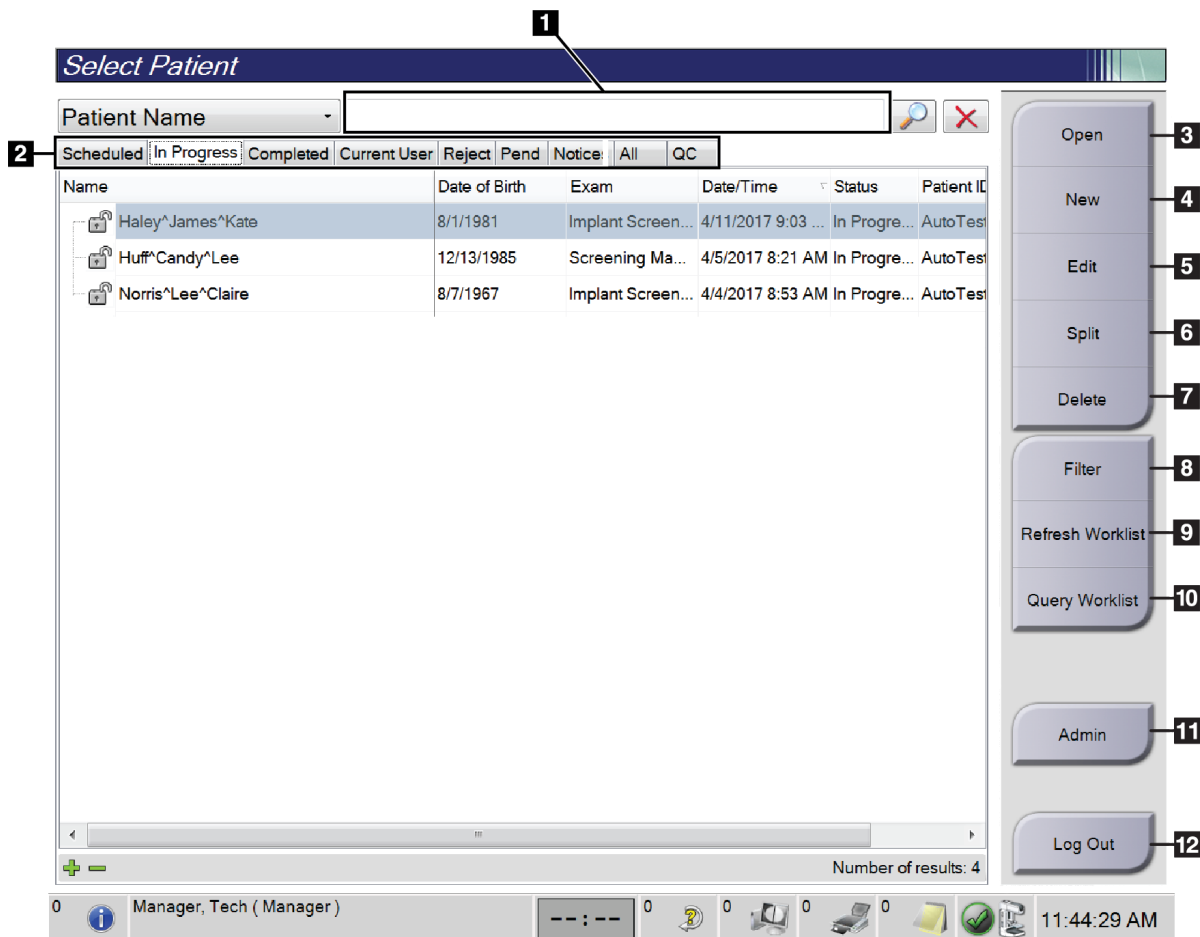 1
Select Patient
Patient Name
2
Scheduled In Progress Completed Current User Reject Pend Notice All QC
Name Date of Birth Exam Date/Time Status Patient ID
Haley^James^Kate 8/1/1981 Implant Screen... 4/11/2017 9:03 ... In Progre... AutoTest
Huff^Candy^Lee 12/13/1985 Screening Ma... 4/5/2017 8:21 AM In Progre... AutoTest
Norris^Lee^Claire 8/7/1967 Implant Screen... 4/4/2017 8:53 AM In Progre... AutoTest
Number of results: 4
Open 3
New 4
Edit 5
Split 6
Delete 7
Filter 8
Refresh Worklist 9
Query Worklist 10
Admin 11
Log Out 12
0 Manager, Tech ( Manager ) --:-- 0 0 0 0 11:44:29 AM